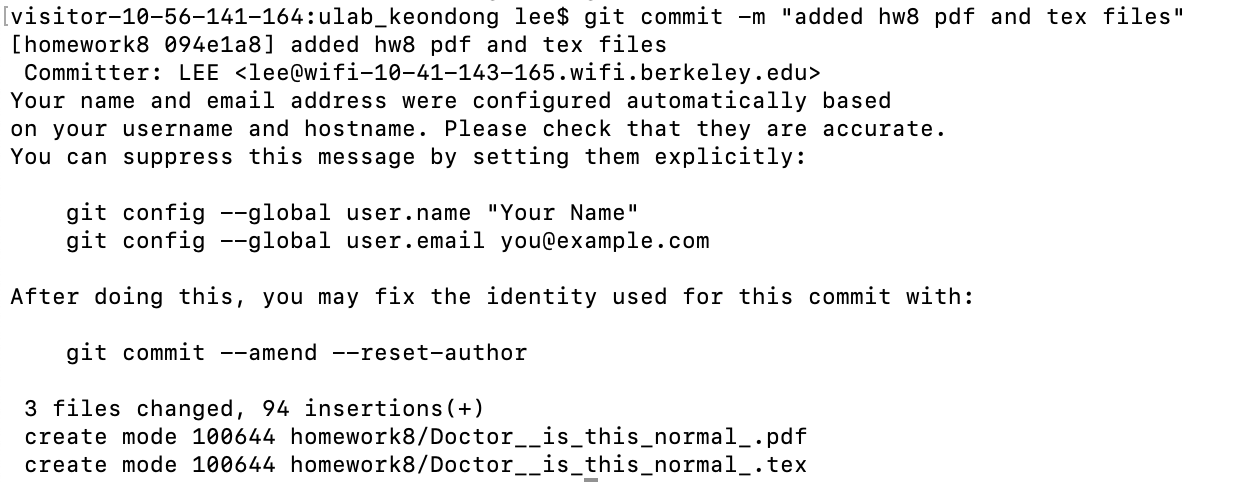 [visitor-10-56-141-164:ulab_keondong lee$ git commit -m "added hw8 pdf and tex files"
[homework8 094e1a8] added hw8 pdf and tex files
 Committer: LEE <lee@wifi-10-41-143-165.wifi.berkeley.edu>
Your name and email address were configured automatically based
on your username and hostname. Please check that they are accurate.
You can suppress this message by setting them explicitly:

    git config --global user.name "Your Name"
    git config --global user.email you@example.com

After doing this, you may fix the identity used for this commit with:

    git commit --amend --reset-author

 3 files changed, 94 insertions(+)
 create mode 100644 homework8/Doctor__is_this_normal_.pdf
 create mode 100644 homework8/Doctor__is_this_normal_.tex